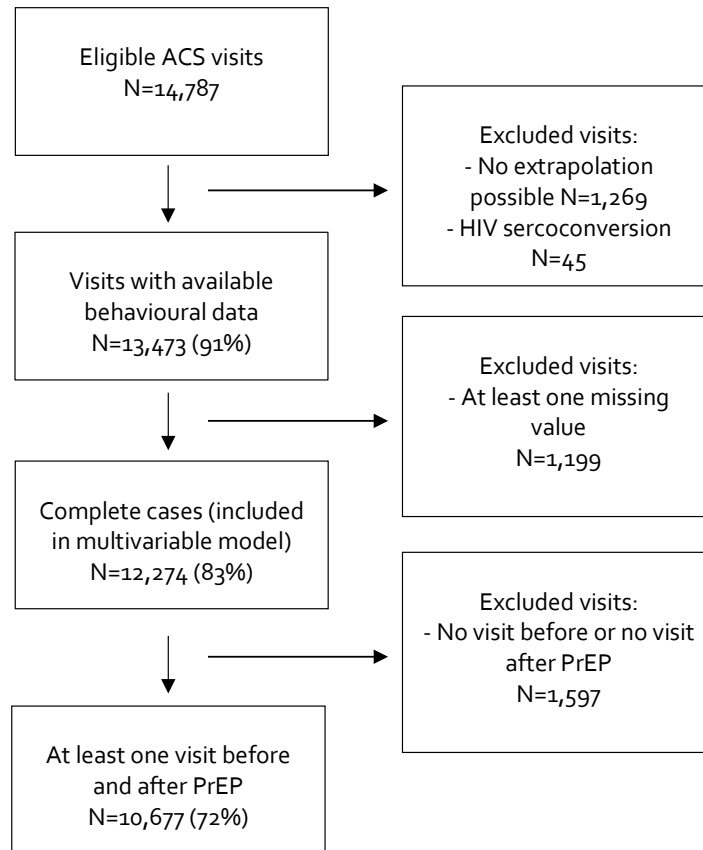 Eligible ACS visits
N=14,787
Excluded visits:
- No extrapolation
possible N=1,269
- HIV sercoconversion
N=45
Visits with available
behavioural data
N=13,473 (91%)
Excluded visits:
- At least one missing
value
N=1,199
Complete cases (included
in multivariable model)
N=12,274 (83%)
Excluded visits:
- No visit before or no visit
after PrEP
N=1,597
At least one visit before
and after PrEP
N=10,677 (72%)